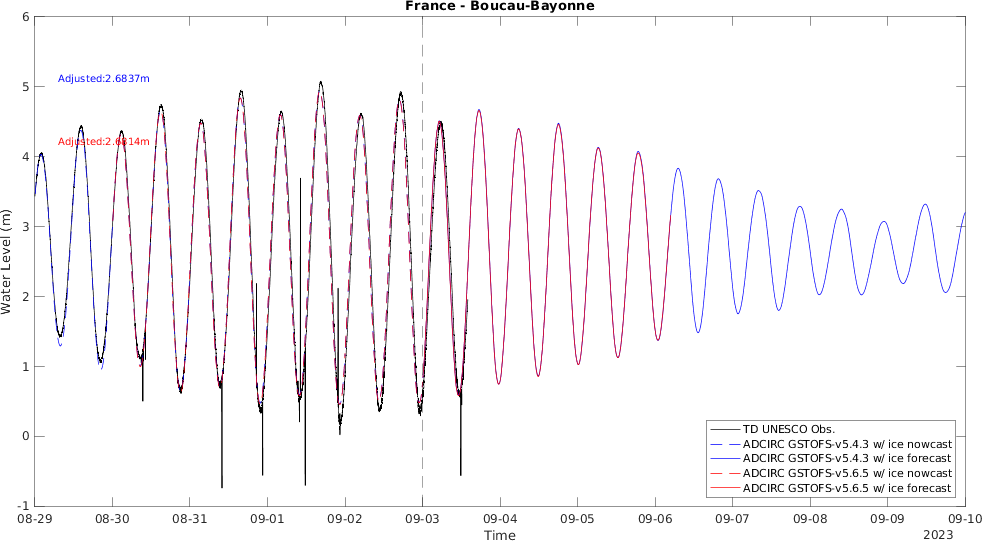 France - Boucau-Bayonne
6
5
4
3
2
1
0
-1
Water Level (m)
Adjusted:2.6837m
Adjusted:2.6814m
TD UNESCO Obs.
ADCIRC GSTOFS-v5.4.3 w/ ice nowcast
ADCIRC GSTOFS-v5.4.3 w/ ice forecast
ADCIRC GSTOFS-v5.6.5 w/ ice nowcast
ADCIRC GSTOFS-v5.6.5 w/ ice forecast
08-29 08-30 08-31 09-01 09-02 09-03 09-04 09-05 09-06 09-07 09-08 09-09 09-10
Time
2023